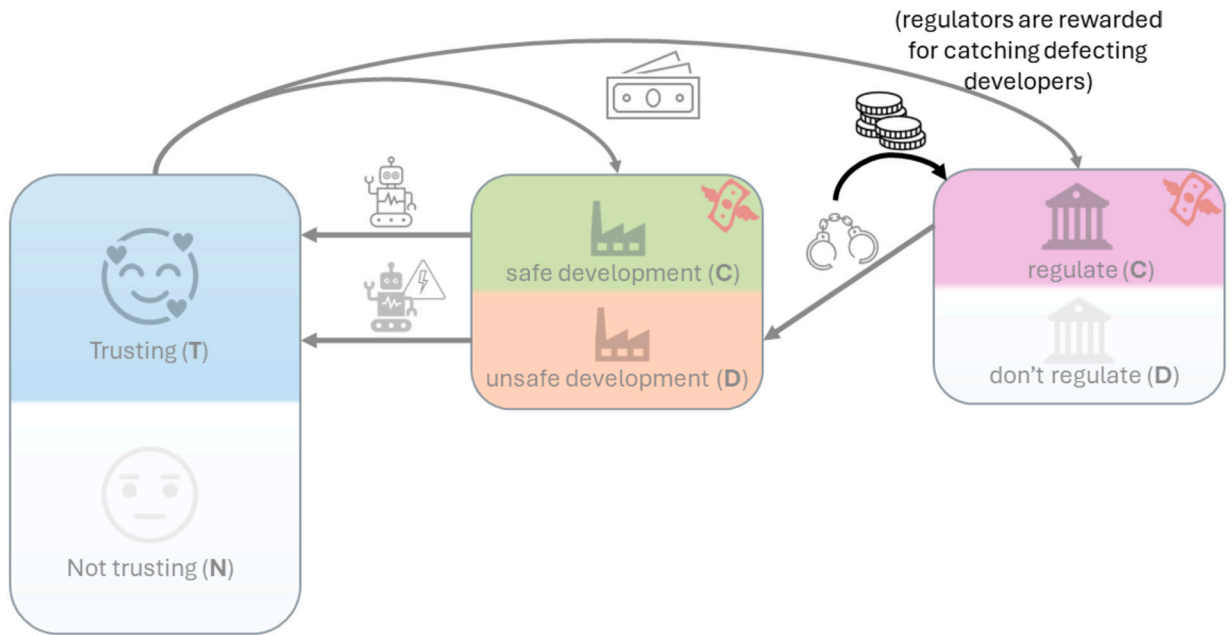 (regulators are rewarded
for catching defecting
developers)
safe development (C)
regulate (C)
Trusting (T)
unsafe development (D)
don't regulate (D)
Not trusting (N)